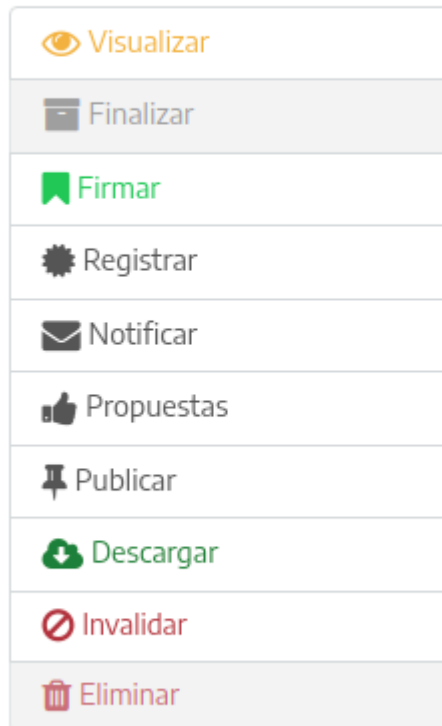 Visualizar
Finalizar
Firmar
Registrar
Notificar
Propuestas
Publicar
Descargar
Invalidar
Eliminar